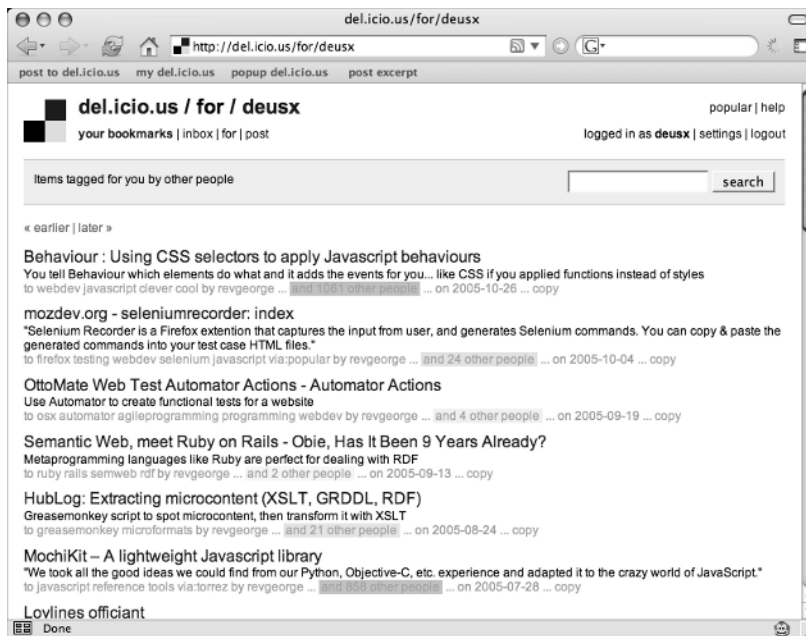 del.icio.us/for/deusx
http://del.icio.us/for/deusx
G
post to del.icio.us my del.icio.us popup del.icio.us post excerpt
del.icio.us / for / deusx
popular | help
your bookmarks | inbox | for | post
logged in as deusx | settings | logout
Items tagged for you by other people
search
« earlier | later »
Behaviour : Using CSS selectors to apply Javascript behaviours
You tell Behaviour which elements do what and it adds the events for you... like CSS if you applied functions instead of styles
to webdev javascript clever cool by revgeorge ... and 1061 other people ... on 2005-10-26 ... copy
mozdev.org - seleniumrecorder: index
"Selenium Recorder is a Firefox extention that captures the input from user, and generates Selenium commands. You can copy & paste the
generated commands into your test case HTML files."
to firefox testing webdev selenium javascript via:popular by revgeorge ... and 24 other people ... on 2005-10-04 ... copy
OttoMate Web Test Automator Actions - Automator Actions
Use Automator to create functional tests for a website
to osx automator agileprogramming programming webdev by revgeorge ... and 4 other people ... on 2005-09-19 ... copy
Semantic Web, meet Ruby on Rails - Obie, Has It Been 9 Years Already?
Metaprogramming languages like Ruby are perfect for dealing with RDF
to ruby rails semweb rdf by revgeorge ... and 2 other people ... on 2005-09-13 ... copy
HubLog: Extracting microcontent (XSLT, GRDDL, RDF)
Greasemonkey script to spot microcontent, then transform it with XSLT
to greasemonkey microformats by revgeorge ... and 21 other people ... on 2005-08-24 ... copy
MochiKit – A lightweight Javascript library
"We took all the good ideas we could find from our Python, Objective-C, etc. experience and adapted it to the crazy world of JavaScript."
to javascript reference tools via:torrez by revgeorge ... and 858 other people ... on 2005-07-28 ... copy
Lovlines officiant
Done